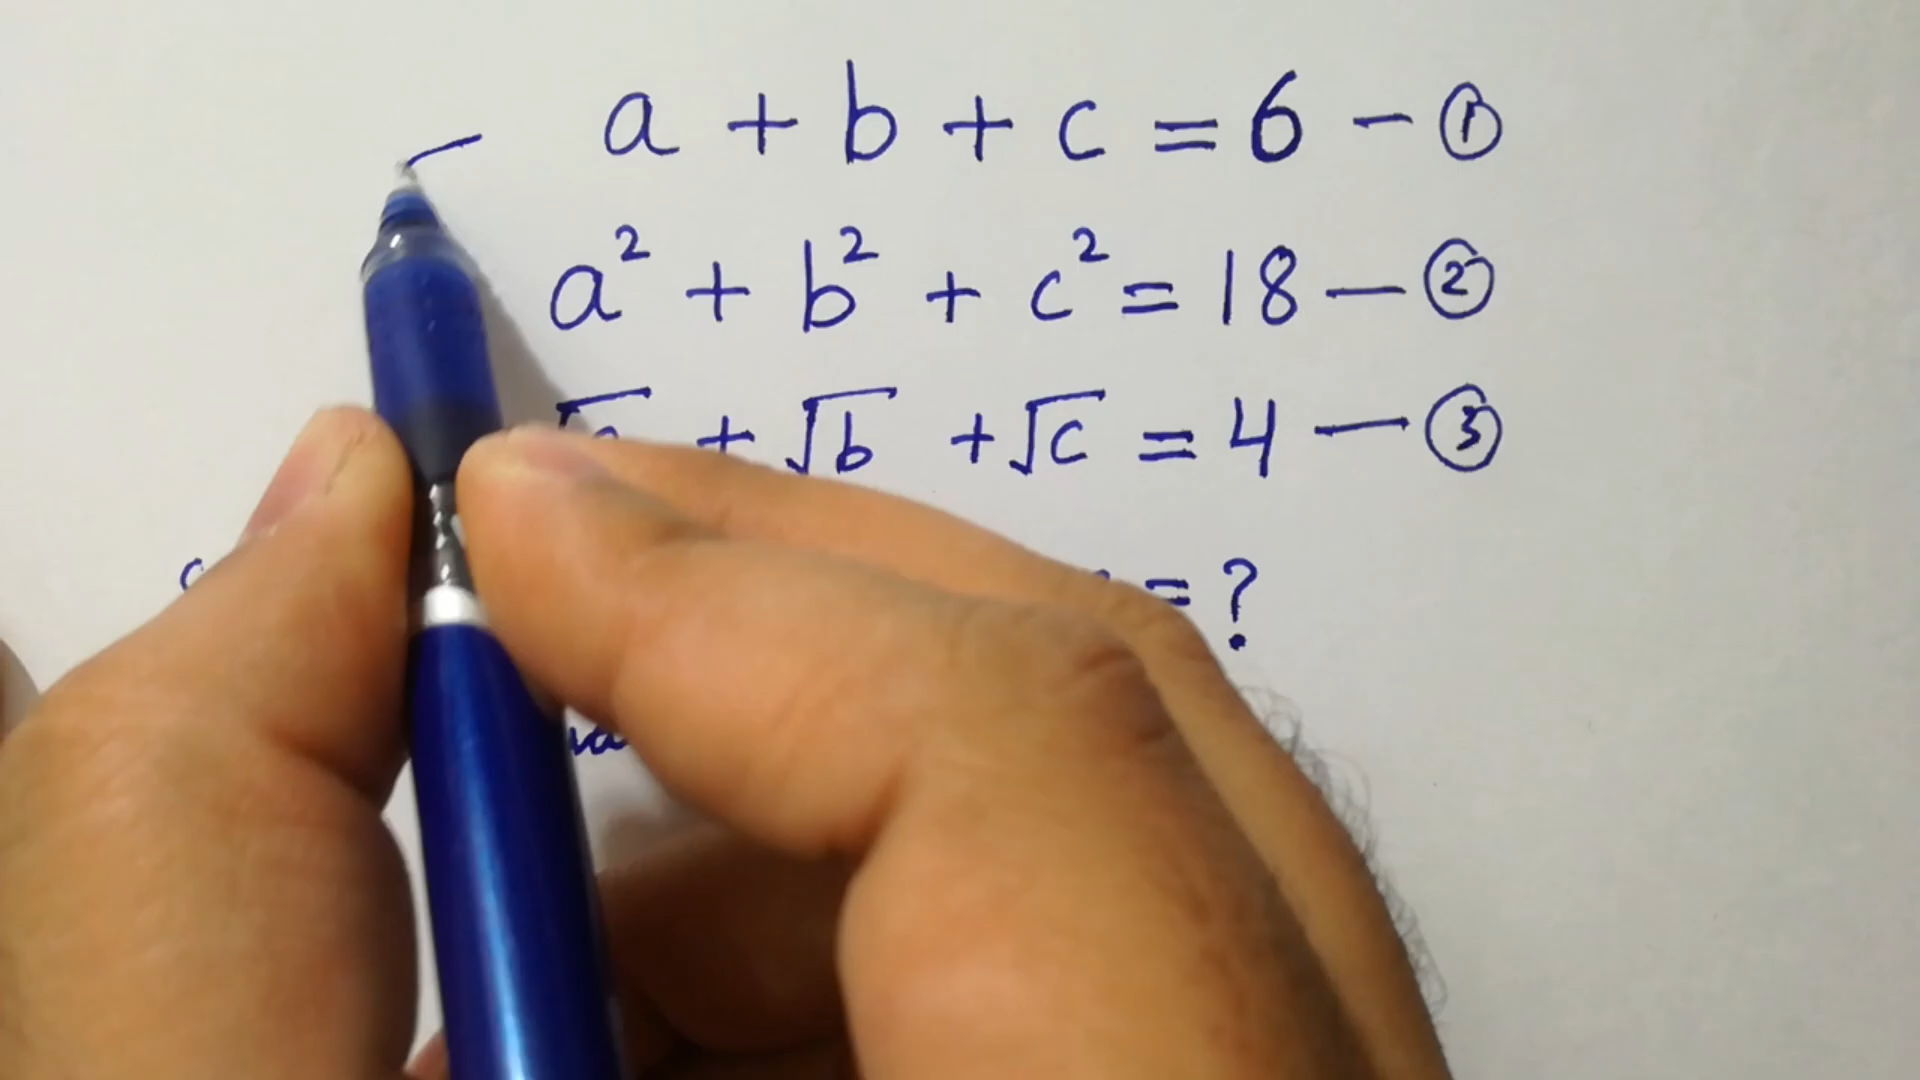 a + b + c = 6 — ①
a² + b² + c² = 18 — ②
+ √b + √c = 4 — ③
= ?